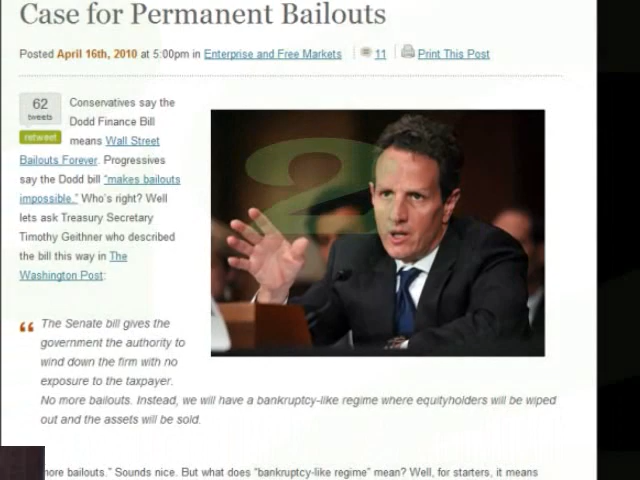 Case for Permanent Bailouts
Posted April 16th, 2010 at 5:00pm in Enterprise and Free Markets 11 Print This Post
62
tweets
retweet
Conservatives say the
Dodd Finance Bill
means Wall Street
Bailouts Forever. Progressives
say the Dodd bill “makes bailouts
impossible.” Who’s right? Well
lets ask Treasury Secretary
Timothy Geithner who described
the bill this way in The
Washington Post:
2
“ The Senate bill gives the
government the authority to
wind down the firm with no
exposure to the taxpayer.
No more bailouts. Instead, we will have a bankruptcy-like regime where equityholders will be wiped
out and the assets will be sold.
more bailouts.” Sounds nice. But what does “bankruptcy-like regime” mean? Well, for starters, it means